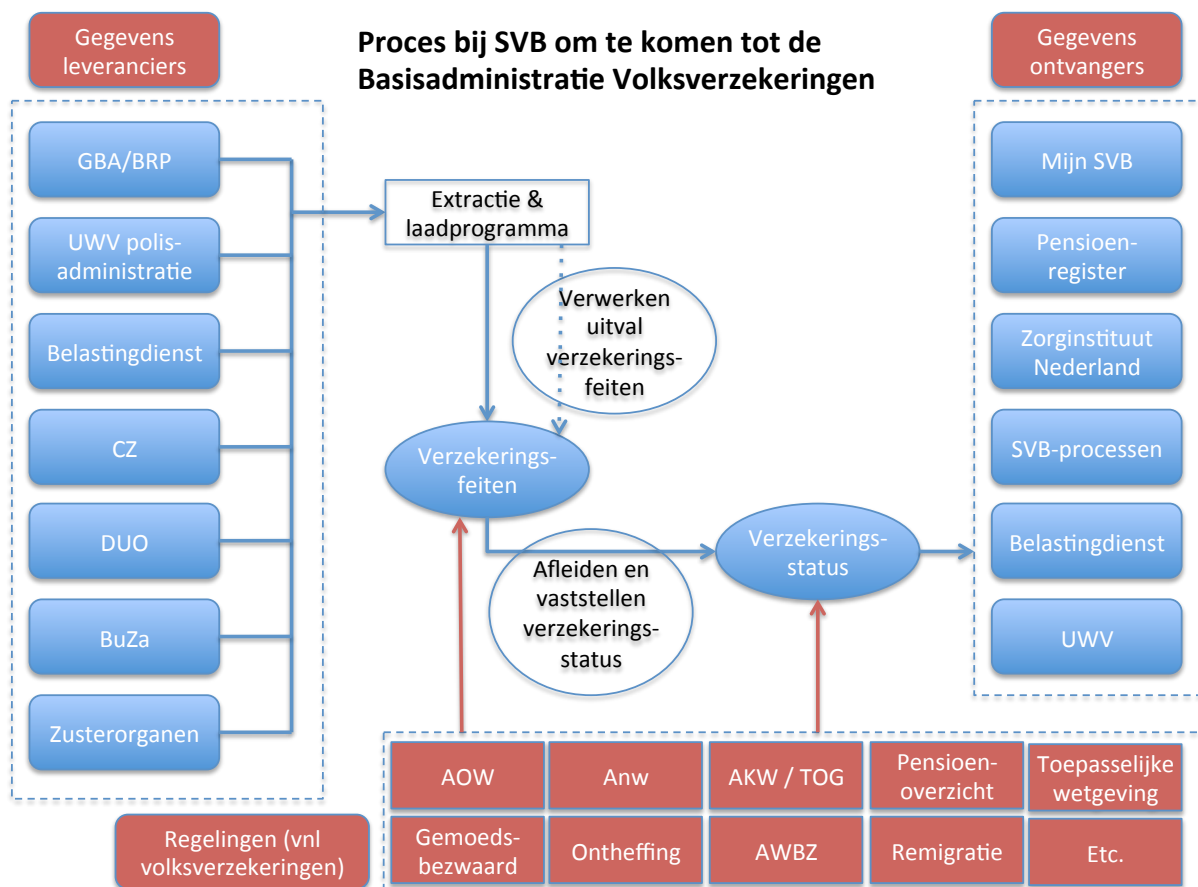 Gegevens
leveranciers
Proces bij SVB om te komen tot de
Basisadministratie Volksverzekeringen
Gegevens
ontvangers
GBA/BRP
UWV polis-
administratie
Belastingdienst
CZ
DUO
BuZa
Zusterorganen
Extractie &
laadprogramma
Verwerken
uitval
verzekerings-
feiten
Verzekerings-
feiten
Afleiden en
vaststellen
verzekerings-
status
Verzekerings-
status
Mijn SVB
Pensioen-
register
Zorginstituut
Nederland
SVB-processen
Belastingdienst
UWV
Regelingen (vnl
volksverzekeringen)
AOW
Anw
AKW / TOG
Pensioen-
overzicht
Toepasselijke
wetgeving
Gemoeds-
bezwaard
Ontheffing
AWBZ
Remigratie
Etc.